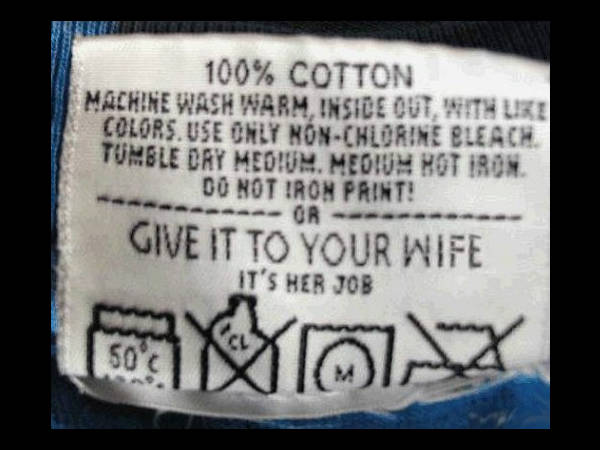 100% COTTON
MACHINE WASH WARM, INSIDE OUT, WITH LIKE
COLORS. USE ONLY NON-CHLORINE BLEACH.
TUMBLE DRY MEDIUM. MEDIUM HOT IRON.
DO NOT IRON PRINT!
------------ OR ------------
GIVE IT TO YOUR WIFE
IT'S HER JOB
50°C CL M